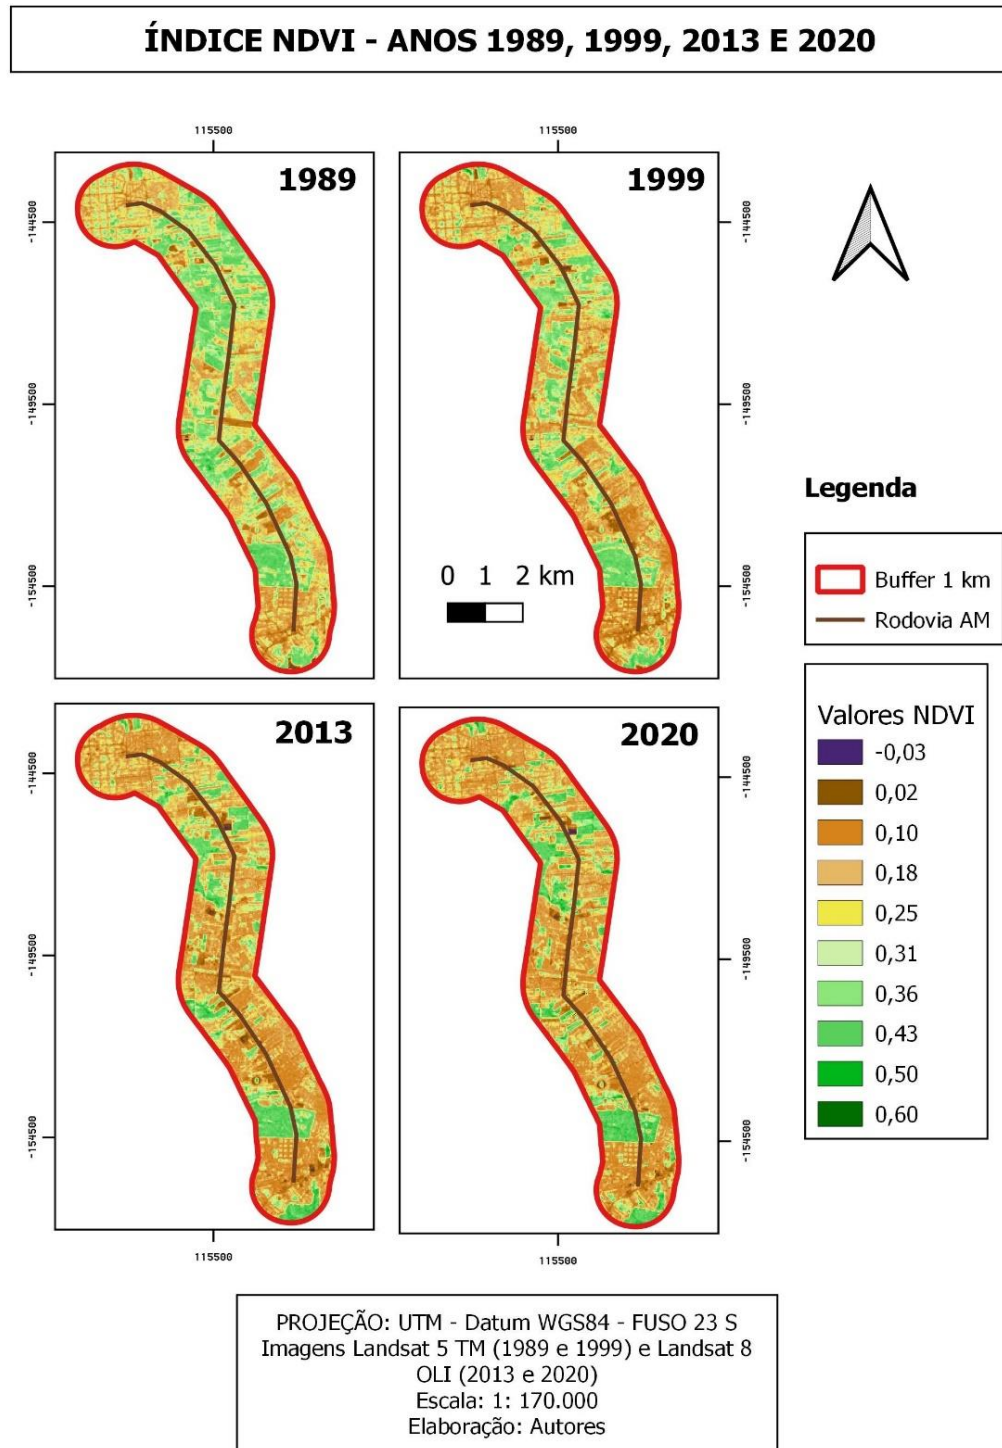 ÍNDICE NDVI - ANOS 1989, 1999, 2013 E 2020
115500
115500
1989
1999
-144500
-144500
-149500
-149500
-154500
-154500
0 1 2 km
Legenda
Buffer 1 km
Rodovia AM
Valores NDVI
-0,03
0,02
0,10
0,18
0,25
0,31
0,36
0,43
0,50
0,60
2013
2020
-144500
-144500
-149500
-149500
-154500
-154500
115500
115500
PROJEÇÃO: UTM - Datum WGS84 - FUSO 23 S
Imagens Landsat 5 TM (1989 e 1999) e Landsat 8
OLI (2013 e 2020)
Escala: 1: 170.000
Elaboração: Autores